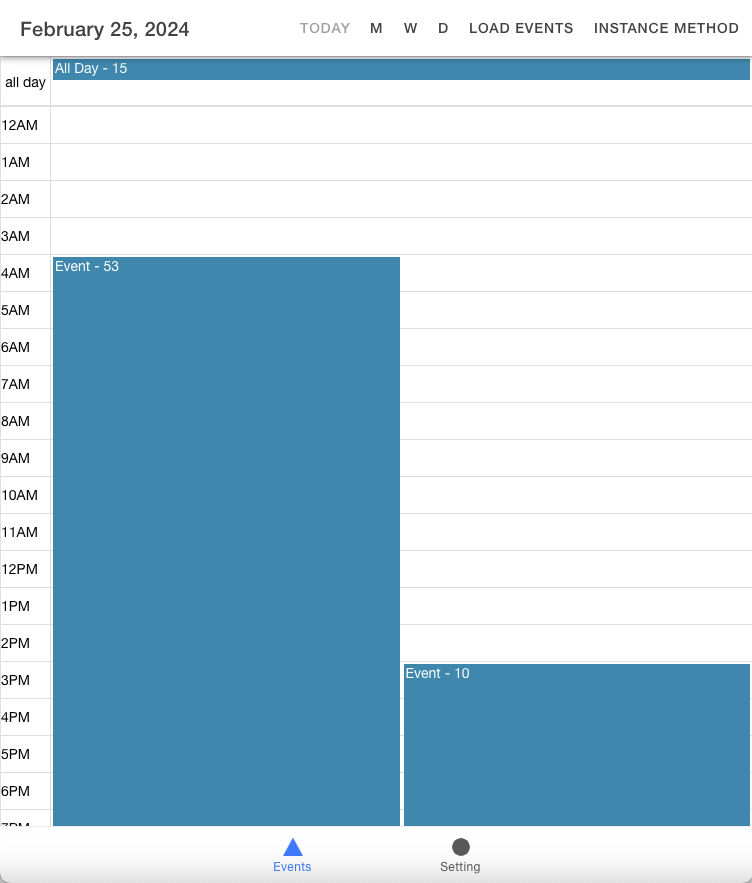 February 25, 2024 TODAY M W D LOAD EVENTS INSTANCE METHOD
All Day - 15
all day
12AM
1AM
2AM
3AM
Event - 53
4AM
5AM
6AM
7AM
8AM
9AM
10AM
11AM
12PM
1PM
2PM
Event - 10
3PM
4PM
5PM
6PM
7PM
Events Setting